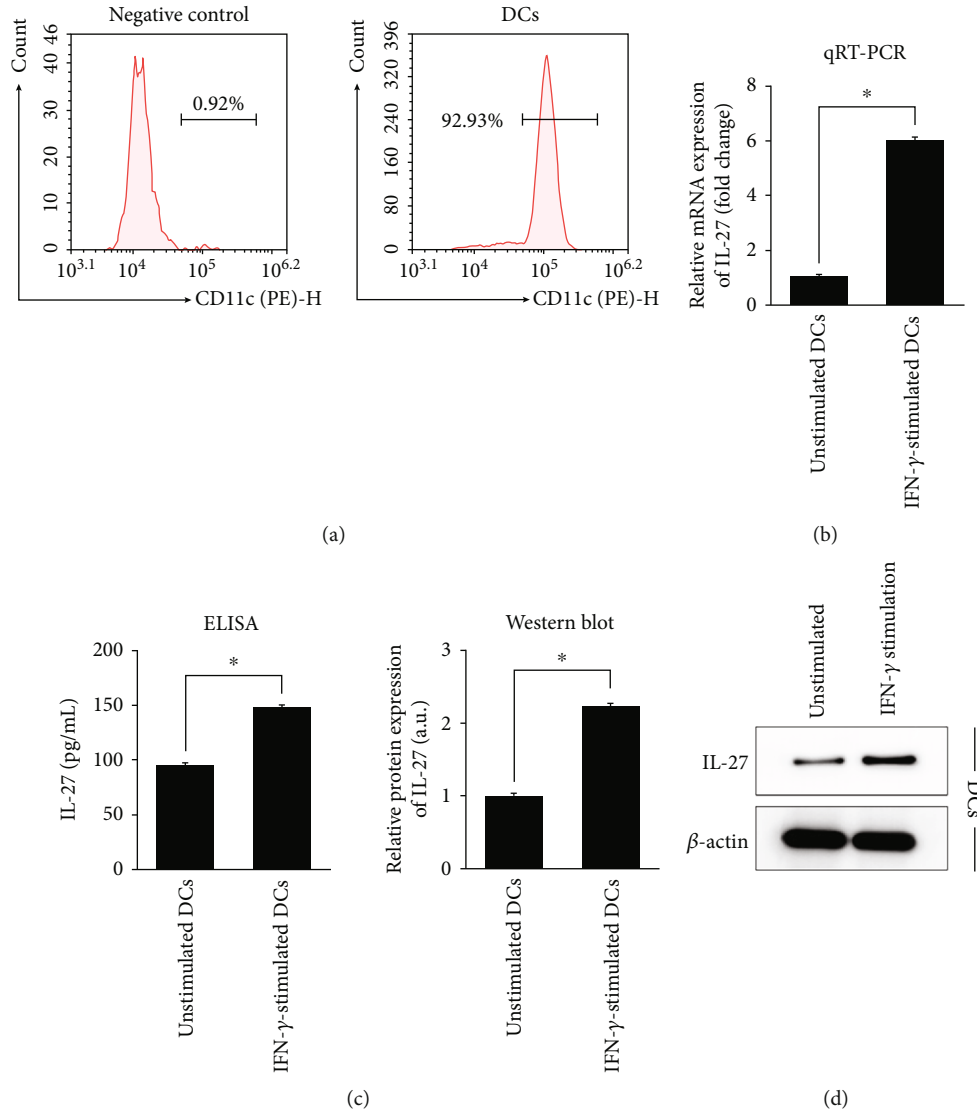 Negative control
Count
46
40
30
20
10
0
0.92%
10^3.1 10^4 10^5 10^6.2
CD11c (PE)-H
DCs
Count
396
320
240
160
80
0
92.93%
10^3.1 10^4 10^5 10^6.2
CD11c (PE)-H
(a)
qRT-PCR
Relative mRNA expression
of IL-27 (fold change)
8
6
4
2
0
*
Unstimulated DCs
IFN-γ-stimulated DCs
(b)
ELISA
IL-27 (pg/mL)
200
150
100
50
0
*
Unstimulated DCs
IFN-γ-stimulated DCs
Western blot
Relative protein expression
of IL-27 (a.u.)
3
2
1
0
*
Unstimulated DCs
IFN-γ-stimulated DCs
(c)
Unstimulated
IFN-γ stimulation
IL-27
β-actin
DCs
(d)